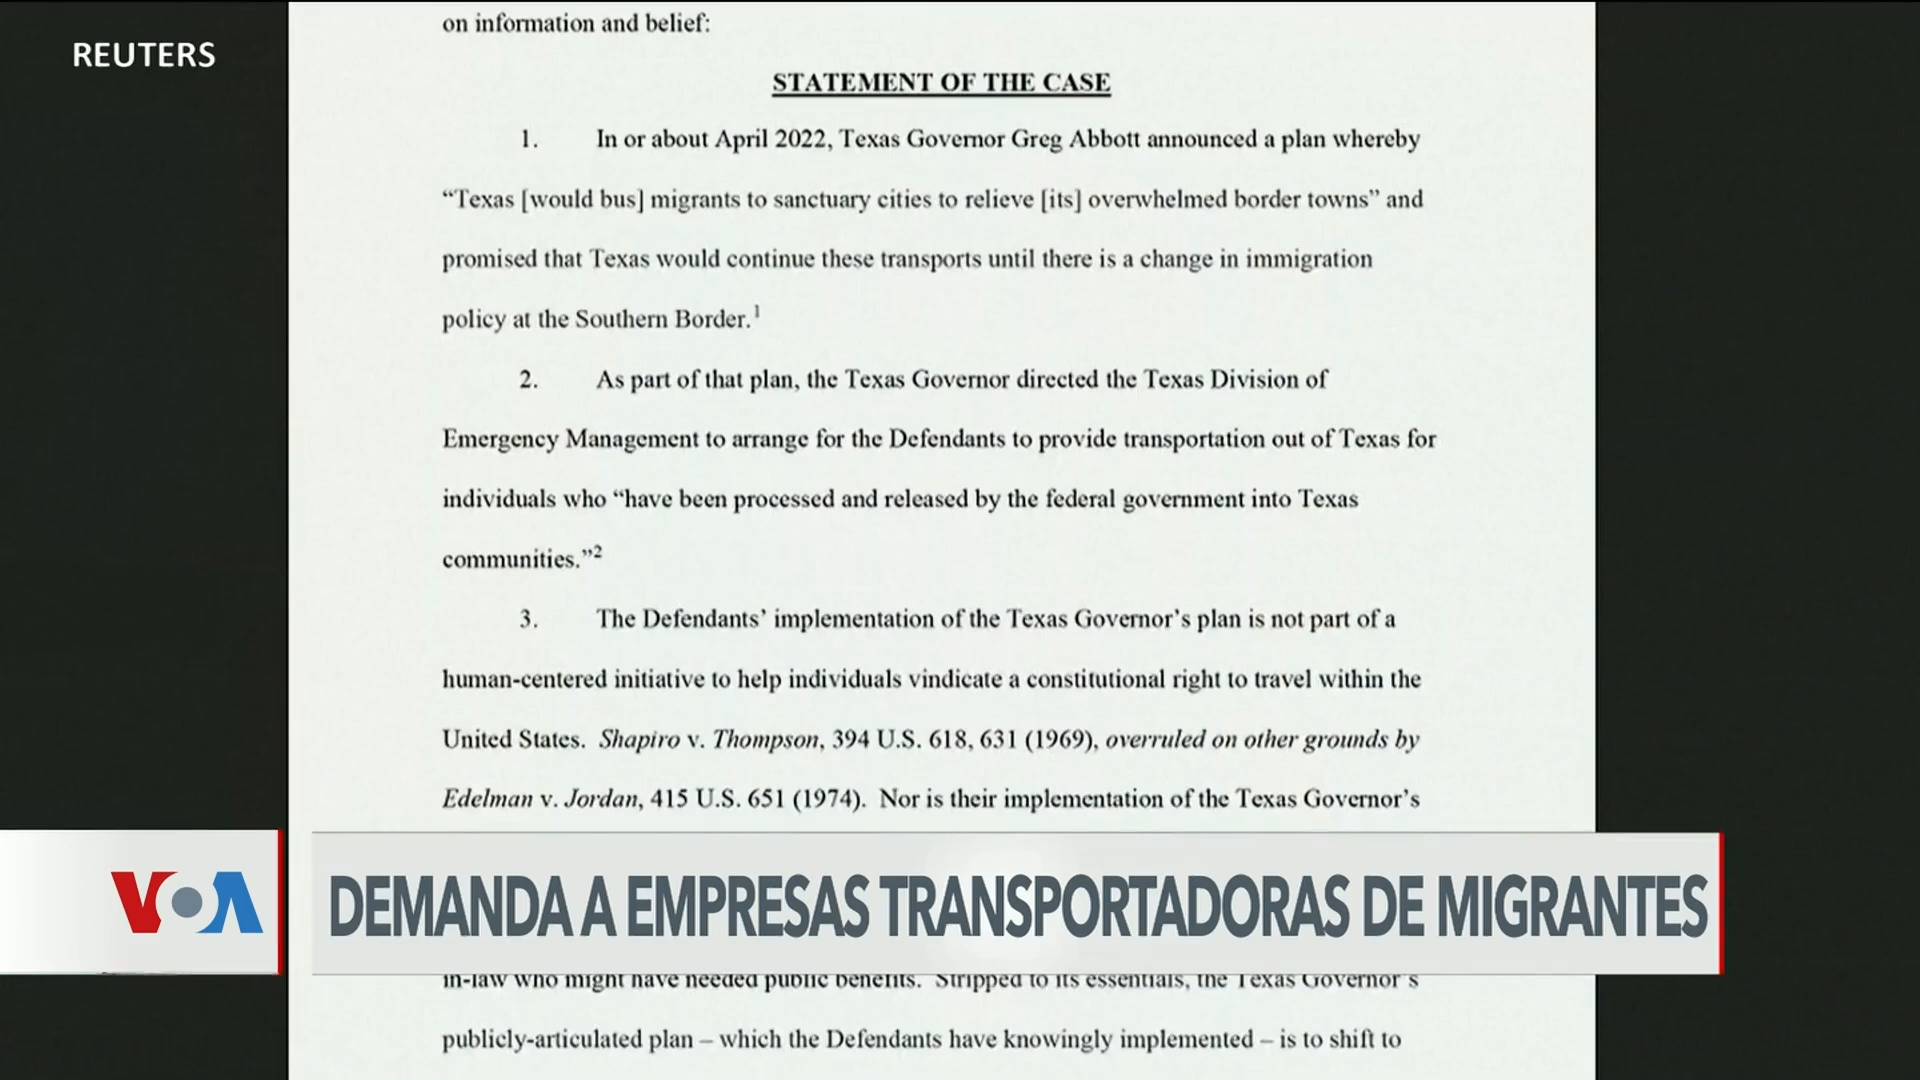 REUTERS
on information and belief:
STATEMENT OF THE CASE
1. In or about April 2022, Texas Governor Greg Abbott announced a plan whereby
“Texas [would bus] migrants to sanctuary cities to relieve [its] overwhelmed border towns” and
promised that Texas would continue these transports until there is a change in immigration
policy at the Southern Border.1
2. As part of that plan, the Texas Governor directed the Texas Division of
Emergency Management to arrange for the Defendants to provide transportation out of Texas for
individuals who “have been processed and released by the federal government into Texas
communities.”2
3. The Defendants’ implementation of the Texas Governor’s plan is not part of a
human-centered initiative to help individuals vindicate a constitutional right to travel within the
United States. Shapiro v. Thompson, 394 U.S. 618, 631 (1969), overruled on other grounds by
Edelman v. Jordan, 415 U.S. 651 (1974). Nor is their implementation of the Texas Governor’s
VOA
DEMANDA A EMPRESAS TRANSPORTADORAS DE MIGRANTES
in-law who might have needed public benefits. Stripped to its essentials, the Texas Governor’s
publicly-articulated plan – which the Defendants have knowingly implemented – is to shift to